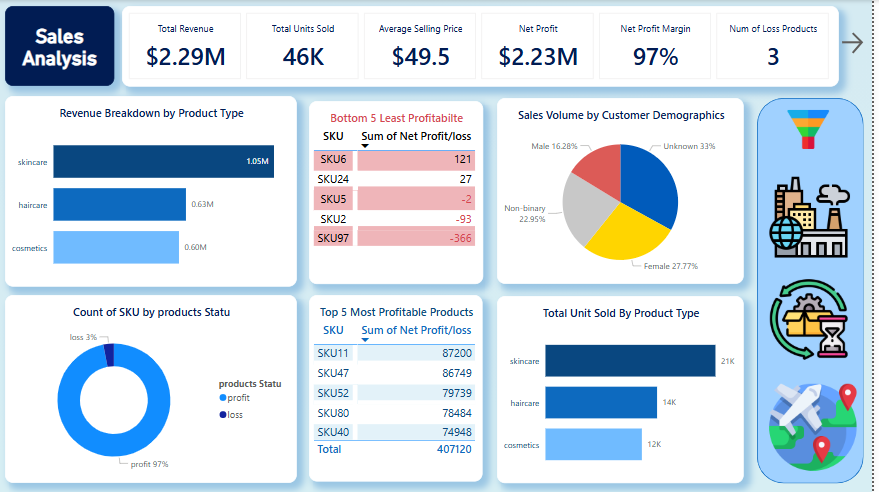 Sales
Analysis
Total Revenue
$2.29M
Total Units Sold
46K
Average Selling Price
$49.5
Net Profit
$2.23M
Net Profit Margin
97%
Num of Loss Products
3
Revenue Breakdown by Product Type
skincare 1.05M
haircare 0.63M
cosmetics 0.60M
Bottom 5 Least Profitabilte
SKU Sum of Net Profit/loss
SKU6 121
SKU24 27
SKU5 -2
SKU2 -93
SKU97 -366
Sales Volume by Customer Demographics
Male 16.28%
Unknown 33%
Non-binary
22.95%
Female 27.77%
Count of SKU by products Statu
loss 3%
products Statu
profit
loss
profit 97%
Top 5 Most Profitable Products
SKU Sum of Net Profit/loss
SKU11 87200
SKU47 86749
SKU52 79739
SKU80 78484
SKU40 74948
Total 407120
Total Unit Sold By Product Type
skincare 21K
haircare 14K
cosmetics 12K